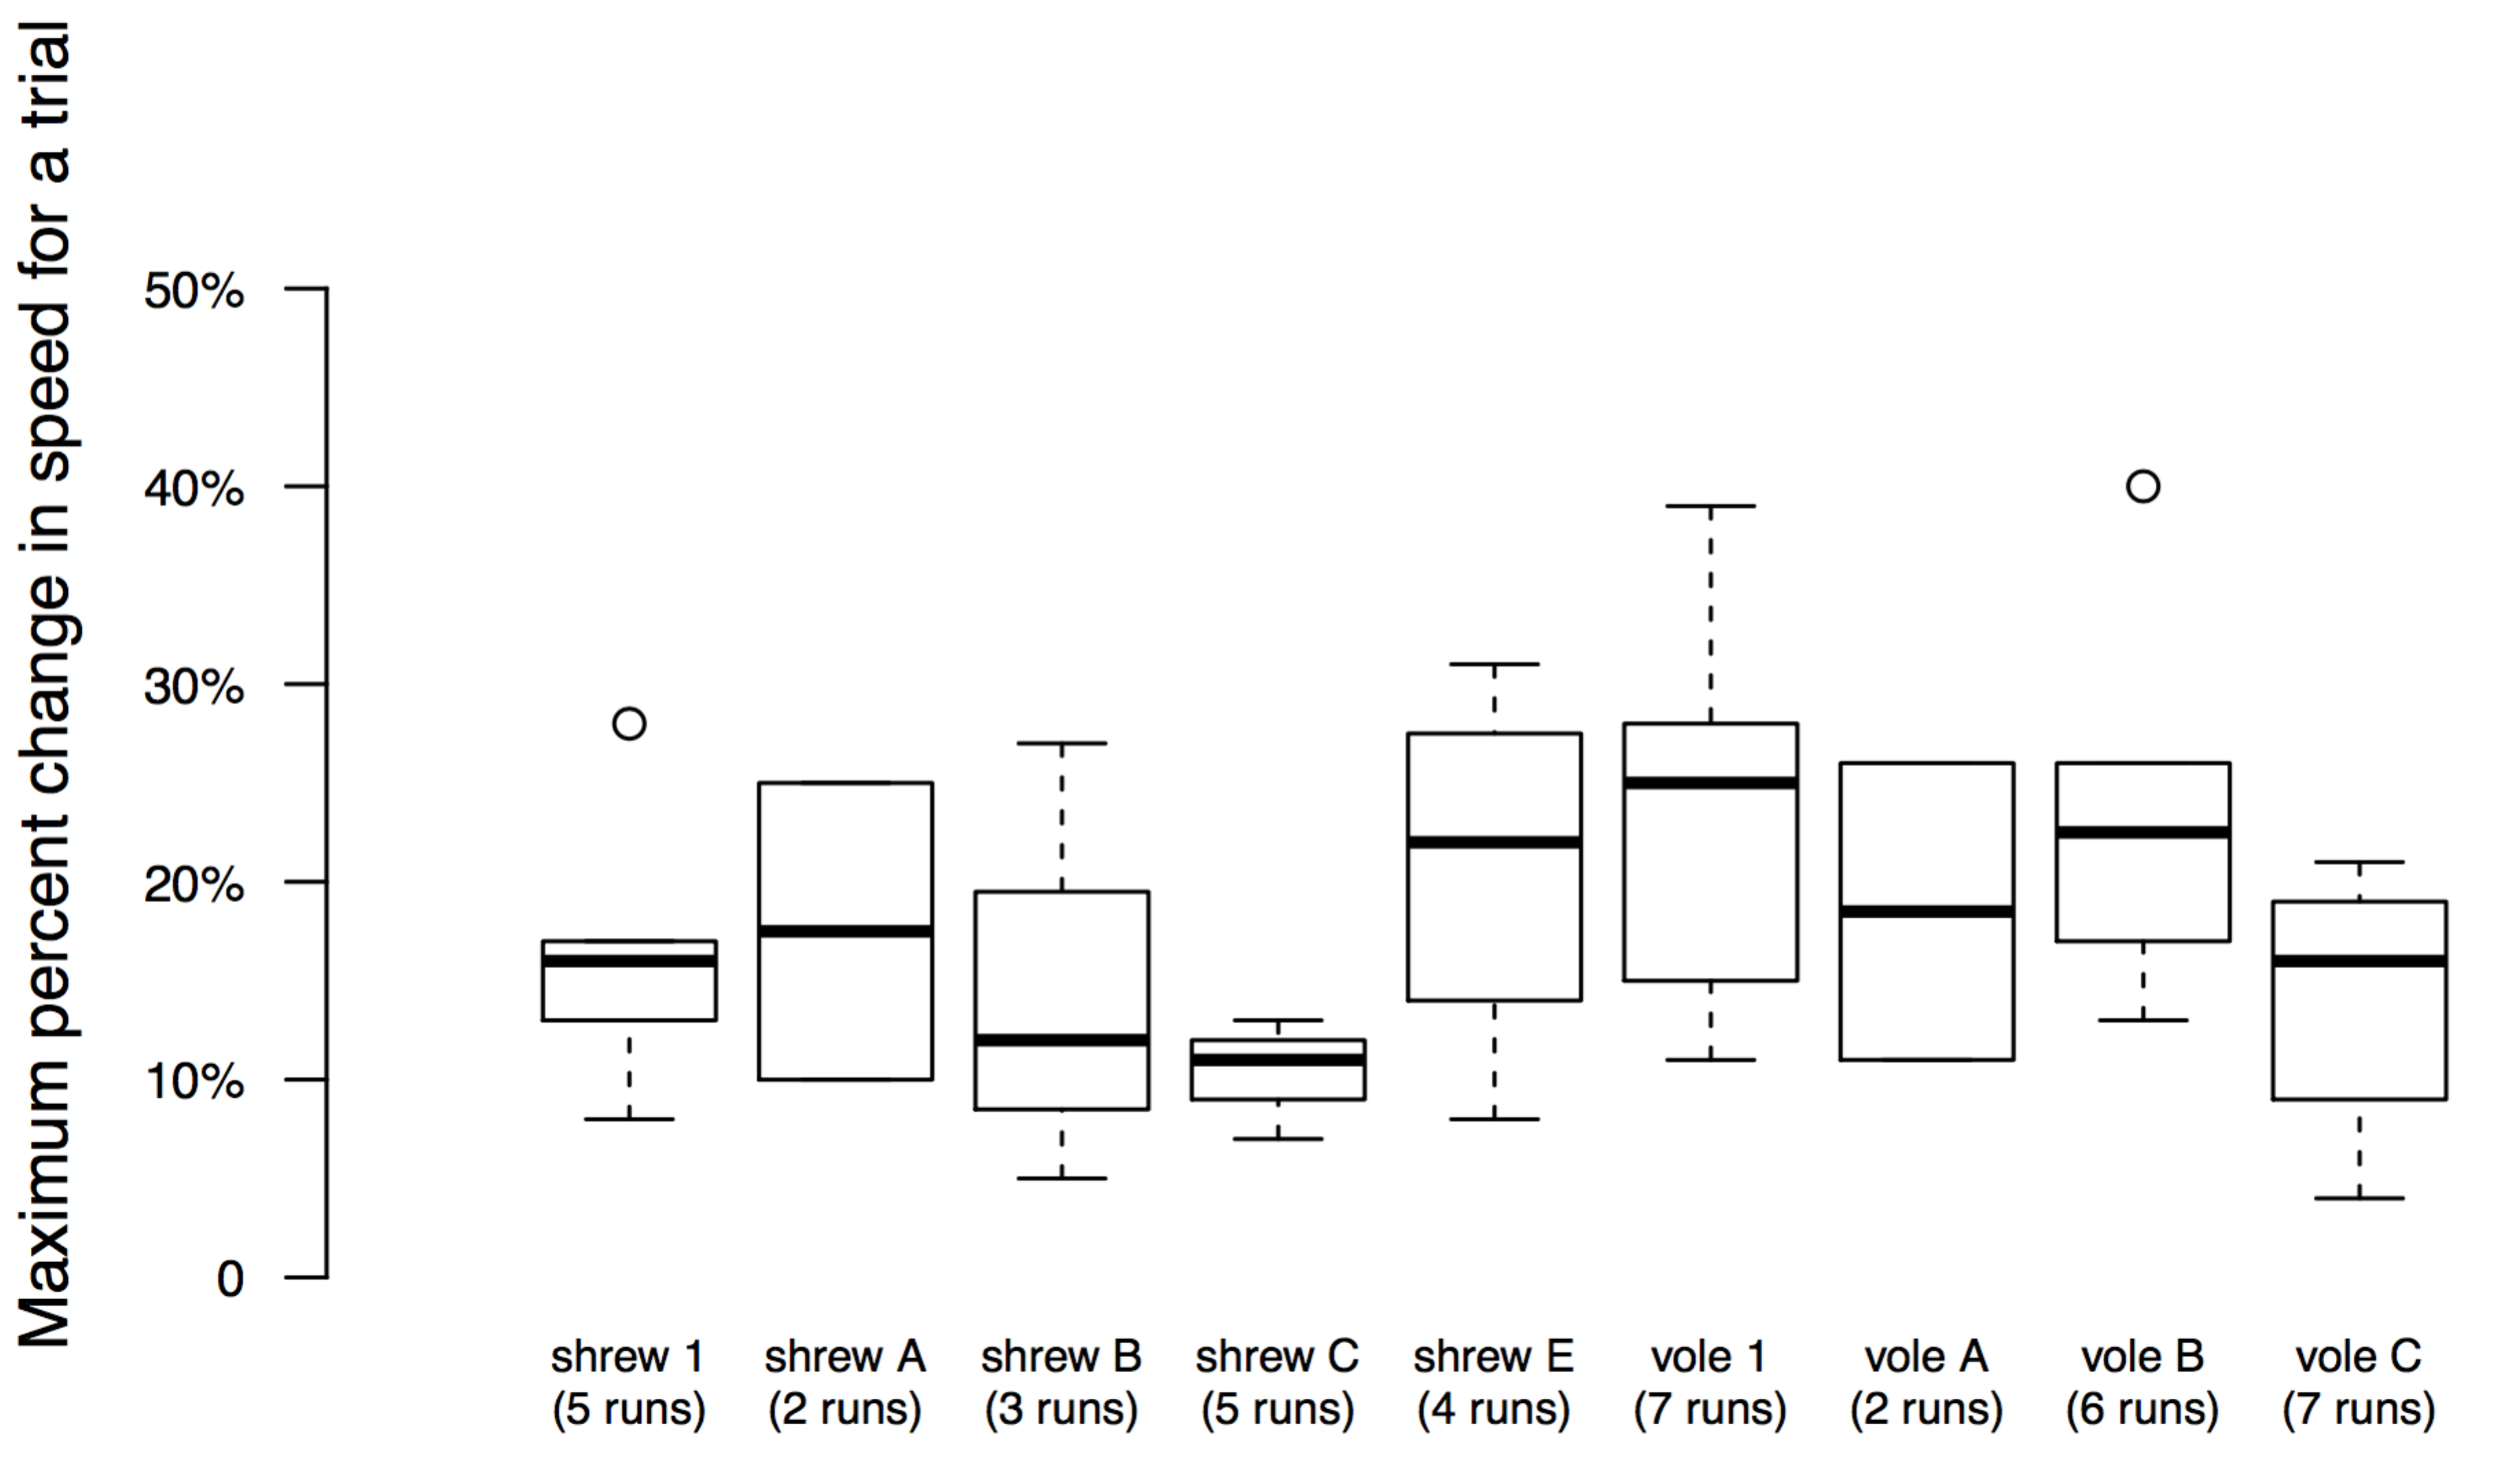 Maximum percent change in speed for a trial
50%
40%
30%
20%
10%
0
shrew 1 shrew A shrew B shrew C shrew E vole 1 vole A vole B vole C
(5 runs) (2 runs) (3 runs) (5 runs) (4 runs) (7 runs) (2 runs) (6 runs) (7 runs)